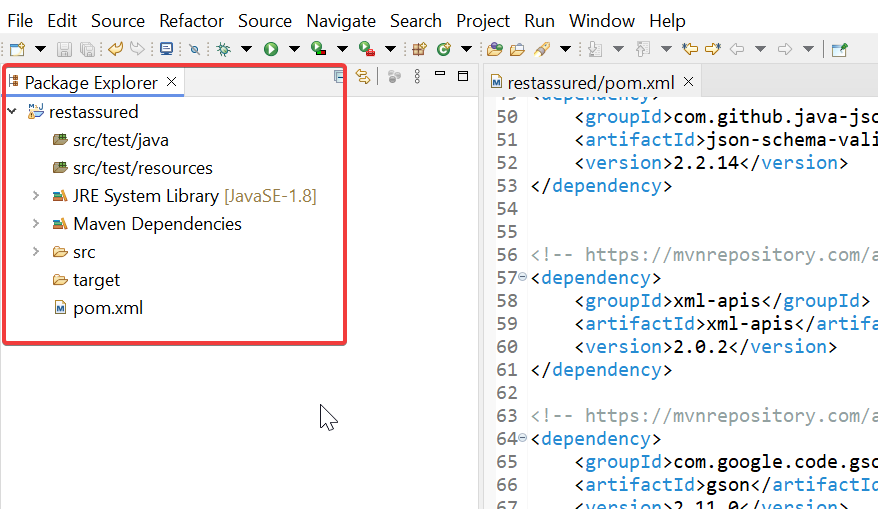 File Edit Source Refactor Source Navigate Search Project Run Window Help
Package Explorer
restassured
src/test/java
src/test/resources
JRE System Library [JavaSE-1.8]
Maven Dependencies
src
target
pom.xml
restassured/pom.xml
49 <dependency>
50 <groupId>com.github.java-jso
51 <artifactId>json-schema-vali
52 <version>2.2.14</version>
53 </dependency>
54
55
56 <!-- https://mvnrepository.com/a
57 <dependency>
58 <groupId>xml-apis</groupId>
59 <artifactId>xml-apis</artifa
60 <version>2.0.2</version>
61 </dependency>
62
63 <!-- https://mvnrepository.com/a
64 <dependency>
65 <groupId>com.google.code.gso
66 <artifactId>gson</artifactId
67 <version>2.11.0</version>